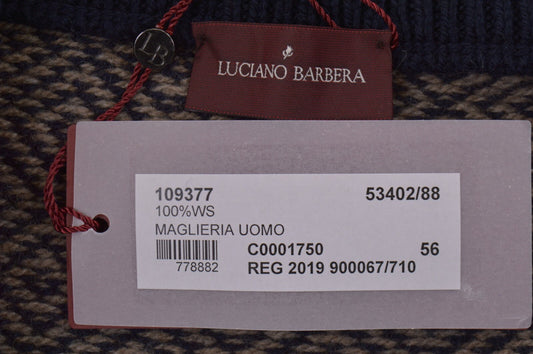 LB
LUCIANO BARBERA
109377 53402/88
100%WS
MAGLIERIA UOMO
C0001750 56
778882
REG 2019 900067/710